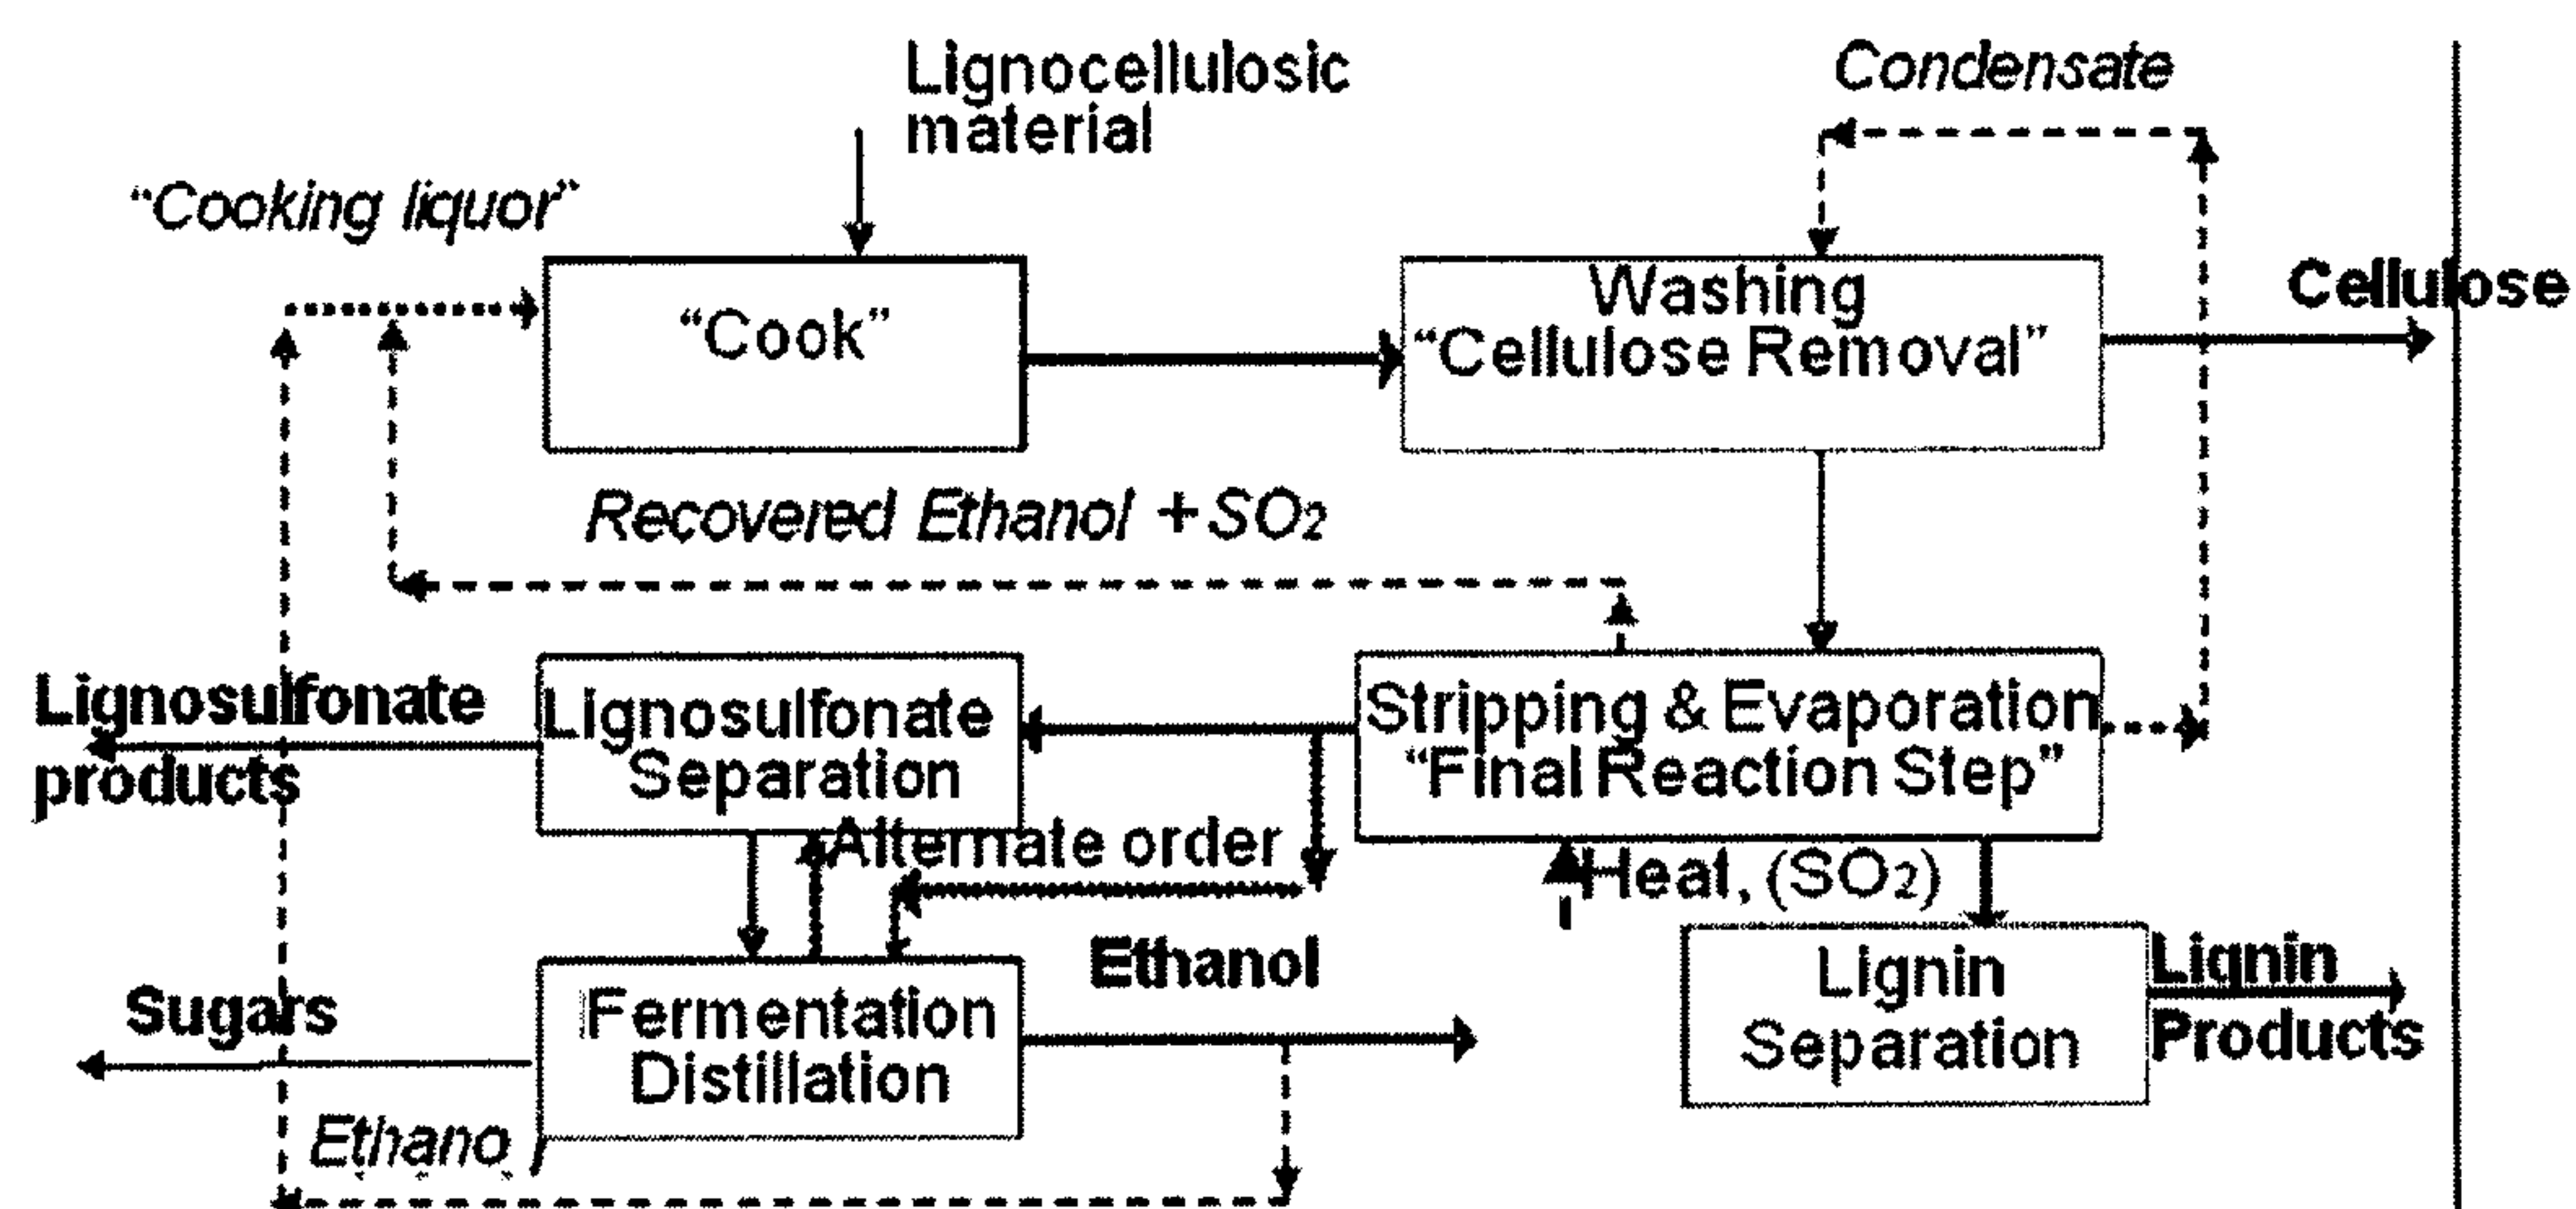 Lignocellulosic
material
Condensate
“Cooking liquor”
“Cook”
Washing
“Cellulose Removal”
Cellulose
Recovered Ethanol + SO2
Lignosulfonate
products
Lignosulfonate
Separation
Stripping & Evaporation
“Final Reaction Step”
Alternate order
Heat, (SO2)
Ethanol
Sugars
Fermentation
Distillation
Lignin
Separation
Lignin
Products
Ethano